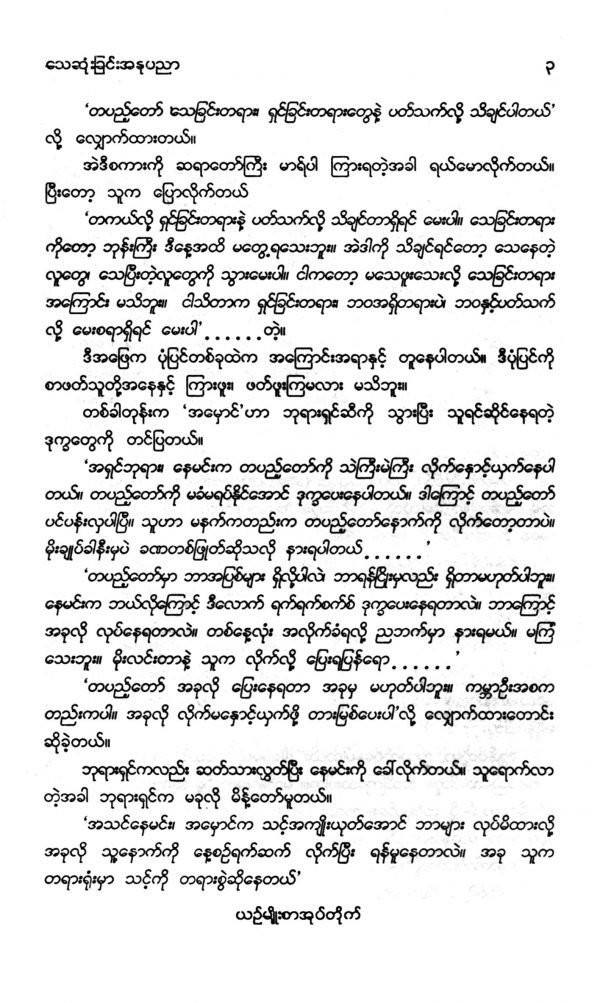 သေဆုံးခြင်းအနုပညာ ၃
‘တပည့်တော် သေခြင်းတရား၊ ရှင်ခြင်းတရားတွေနဲ့ ပတ်သက်လို့ သိချင်ပါတယ်’
လို့ လျှောက်ထားတယ်။
အဲဒီစကားကို ဆရာတော်ကြီး မာရ်ပါ ကြားရတဲ့အခါ ရယ်မောလိုက်တယ်။
ပြီးတော့ သူက ပြောလိုက်တယ်
‘တကယ်လို့ ရှင်ခြင်းတရားနဲ့ ပတ်သက်လို့ သိချင်တာရှိရင် မေးပါ။ သေခြင်းတရား
ကိုတော့ ဘုန်းကြီး ဒီနေ့အထိ မတွေ့ရသေးဘူး။ အဲဒါကို သိချင်ရင်တော့ သေနေတဲ့
လူတွေ၊ သေပြီးတဲ့လူတွေကို သွားမေးပါ။ ငါကတော့ မသေဖူးသေးလို့ သေခြင်းတရား
အကြောင်း မသိဘူး။ ငါသိတာက ရှင်ခြင်းတရား၊ ဘဝအရှိတရားပဲ၊ ဘဝနှင့်ပတ်သက်
လို့ မေးစရာရှိရင် မေးပါ’......တဲ့။
ဒီအဖြေက ပုံပြင်တစ်ခုထဲက အကြောင်းအရာနှင့် တူနေပါတယ်။ ဒီပုံပြင်ကို
စာဖတ်သူတို့အနေနှင့် ကြားဖူး၊ ဖတ်ဖူးကြမလား မသိဘူး။
တစ်ခါတုန်းက ‘အမှောင်’ဟာ ဘုရားရှင်ဆီကို သွားပြီး သူရင်ဆိုင်နေရတဲ့
ဒုက္ခတွေကို တင်ပြတယ်။
‘အရှင်ဘုရား၊ နေမင်းက တပည့်တော်ကို သဲကြီးမဲကြီး လိုက်နှောင့်ယှက်နေပါ
တယ်။ တပည့်တော်ကို မခံမရပ်နိုင်အောင် ဒုက္ခပေးနေပါတယ်။ ဒါကြောင့် တပည့်တော်
ပင်ပန်းလှပါပြီ။ သူဟာ မနက်ကတည်းက တပည့်တော်နောက်ကို လိုက်တော့တာပဲ။
မိုးချုပ်ခါနီးမှပဲ ခဏတစ်ဖြုတ်ဆိုသလို နားရပါတယ်......’
‘တပည့်တော်မှာ ဘာအပြစ်များ ရှိလို့ပါလဲ၊ ဘာရန်ငြိုးမှလည်း ရှိတာမဟုတ်ပါဘူး။
နေမင်းက ဘယ်လိုကြောင့် ဒီလောက် ရက်ရက်စက်စက် ဒုက္ခပေးနေရတာလဲ။ ဘာကြောင့်
အခုလို လုပ်နေရတာလဲ။ တစ်နေ့လုံး အလိုက်ခံရလို့ ညဘက်မှာ နားရမယ်။ မကြံ
သေးဘူး။ မိုးလင်းတာနဲ့ သူက လိုက်လို့ ပြေးရပြန်ရော......’
‘တပည့်တော် အခုလို ပြေးနေရတာ အခုမှ မဟုတ်ပါဘူး။ ကမ္ဘာဦးအစက
တည်းကပါ။ အခုလို လိုက်မနှောင့်ယှက်ဖို့ တားမြစ်ပေးပါ’လို့ လျှောက်ထားတောင်း
ဆိုခဲ့တယ်။
ဘုရားရှင်ကလည်း ဆတ်သားလွှတ်ပြီး နေမင်းကို ခေါ်လိုက်တယ်။ သူရောက်လာ
တဲ့အခါ ဘုရားရှင်က မခုလို မိန့်တော်မူတယ်။
‘အသင်နေမင်း၊ အမှောင်က သင့်အကျိုးယုတ်အောင် ဘာများ လုပ်မိထားလို့
အခုလို သူ့နောက်ကို နေ့စဉ်ရက်ဆက် လိုက်ပြီး ရန်မူနေတာလဲ။ အခု သူက
တရားရုံးမှာ သင့်ကို တရားစွဲဆိုနေတယ်’
ယဉ်မျိုးစာအုပ်တိုက်